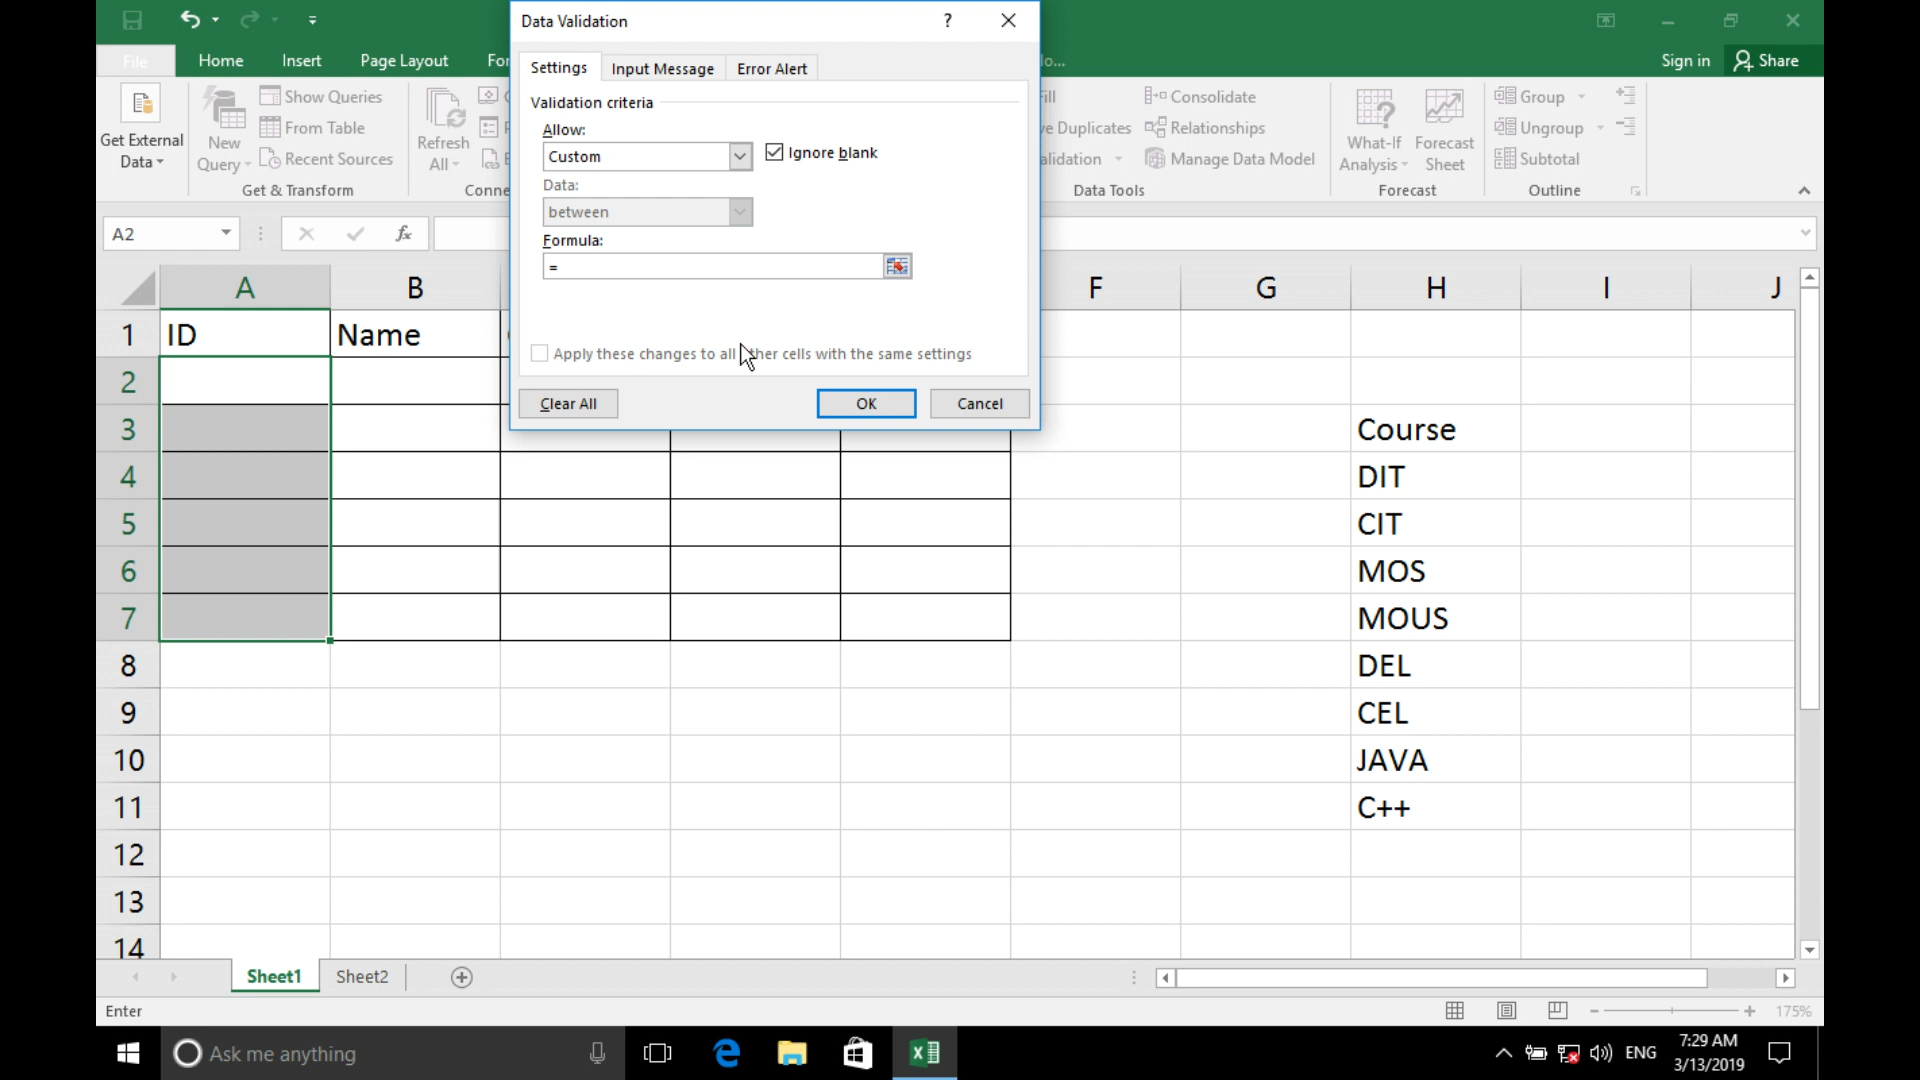 Data Validation
?
File
Home
Insert
Page Layout
Sign in
Share
Settings
Input Message
Error Alert
Validation criteria
Allow:
Custom
Ignore blank
Data:
between
Formula:
=
Apply these changes to all other cells with the same settings
Clear All
OK
Cancel
Get External
Data
New
Query
Show Queries
From Table
Recent Sources
Get & Transform
Refresh
All
Consolidate
Relationships
Manage Data Model
Data Tools
What-If
Analysis
Forecast
Sheet
Forecast
Group
Ungroup
Subtotal
Outline
A2
fx
A B F G H I J
1 ID Name
2
3 Course
4 DIT
5 CIT
6 MOS
7 MOUS
8 DEL
9 CEL
10 JAVA
11 C++
12
13
14
Sheet1
Sheet2
Enter
175%
Ask me anything
ENG
7:29 AM
3/13/2019